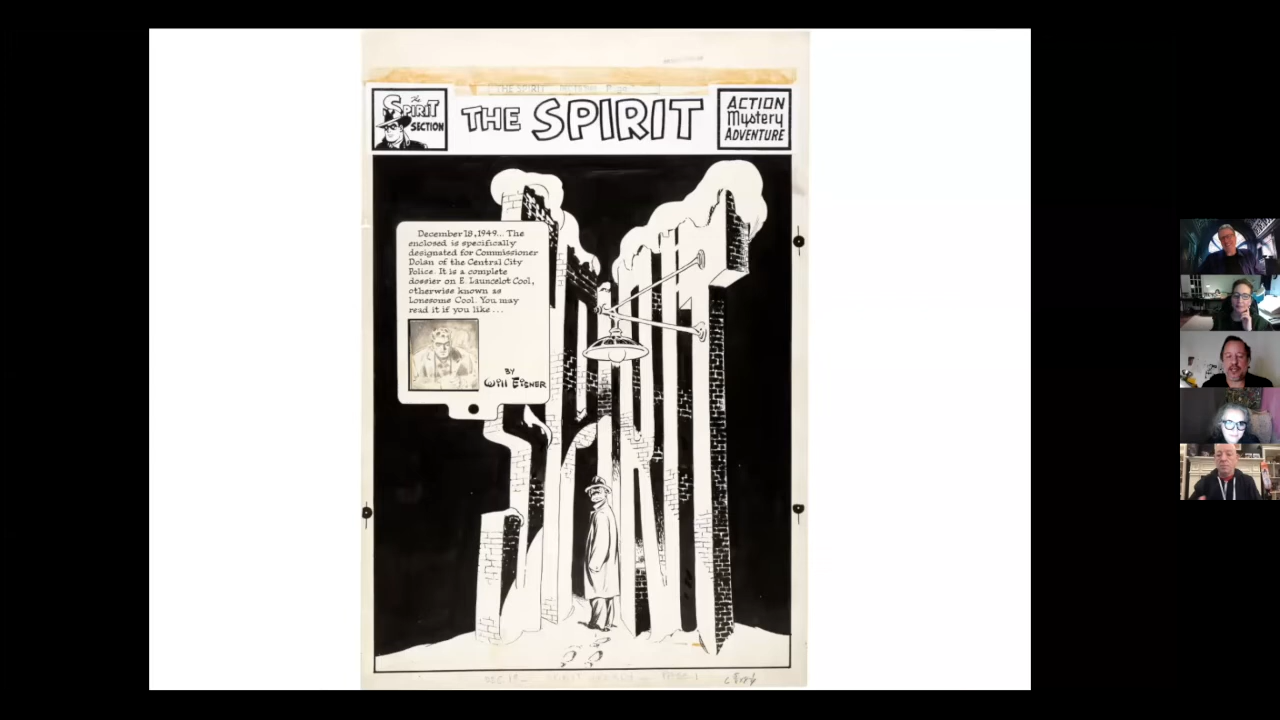 The
SPIRIT
SECTION
THE SPIRIT
ACTION
Mystery
ADVENTURE
December 18, 1949... The
enclosed is specifically
designated for Commissioner
Dolan of the Central City
Police. It is a complete
dossier on E. Launcelot Cool,
otherwise known as
Lonesome Cool. You may
read it if you like...
BY
Will Eisner
SPIRIT